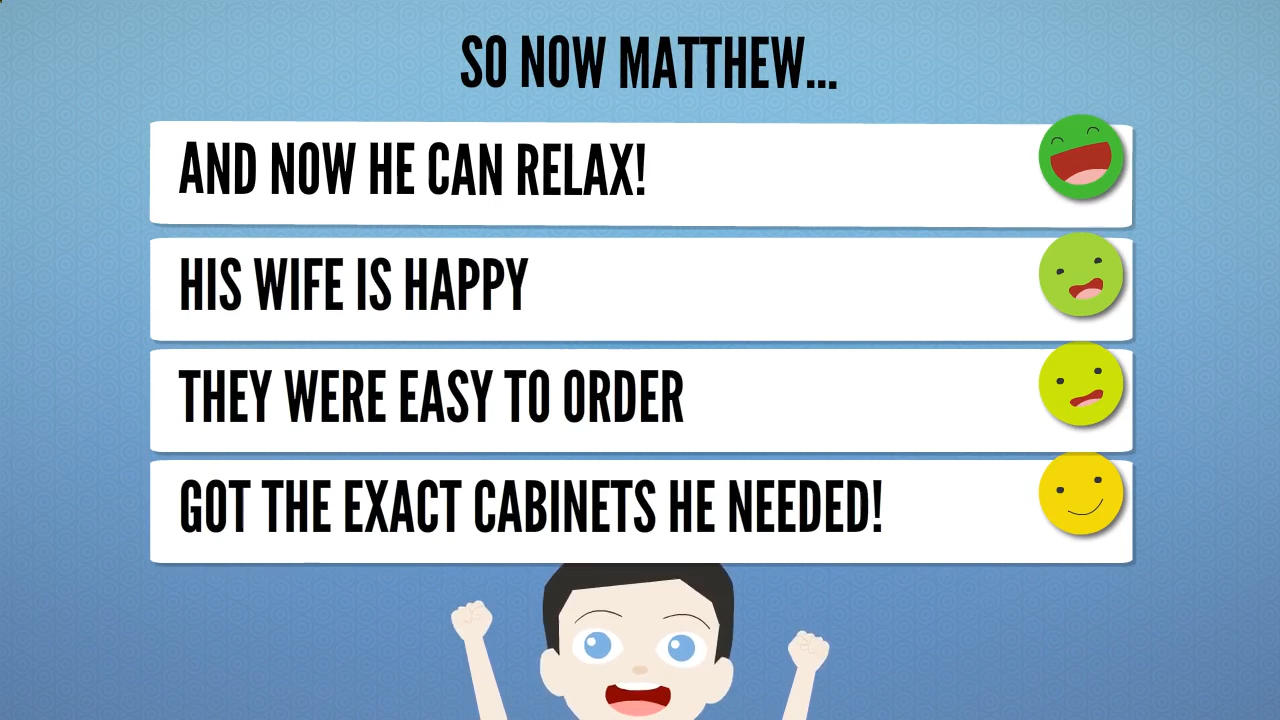 SO NOW MATTHEW...
AND NOW HE CAN RELAX!
HIS WIFE IS HAPPY
THEY WERE EASY TO ORDER
GOT THE EXACT CABINETS HE NEEDED!